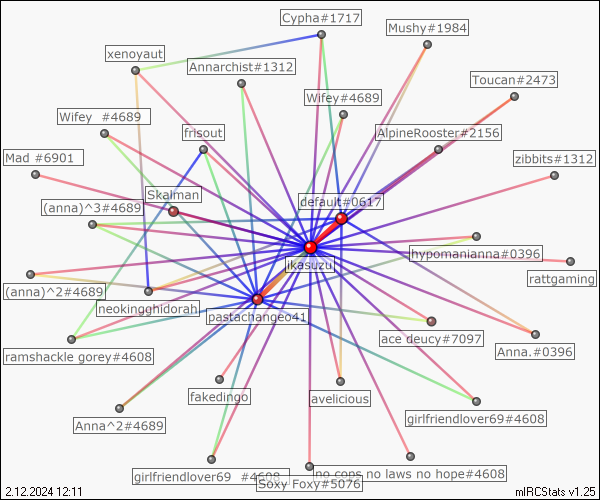 Cypha#1717
Mushy#1984
xenoyaut
Annarchist#1312
Toucan#2473
Wifey#4689
Wifey  #4689
frisout
AlpineRooster#2156
Mad #6901
zibbits#1312
Skalman
default#0617
(anna)^3#4689
hypomanianna#0396
jikasuzu
rattgaming
(anna)^2#4689
neokingghidorah
pastachangeo41
ace deucy#7097
ramshackle gorey#4608
Anna.#0396
fakedingo
avelicious
girlfriendlover69#4608
Anna^2#4689
girlfriendlover69  #4608
no cops no laws no hope#4608
Soxy Foxy#5076
2.12.2024 12:11
mIRCStats v1.25